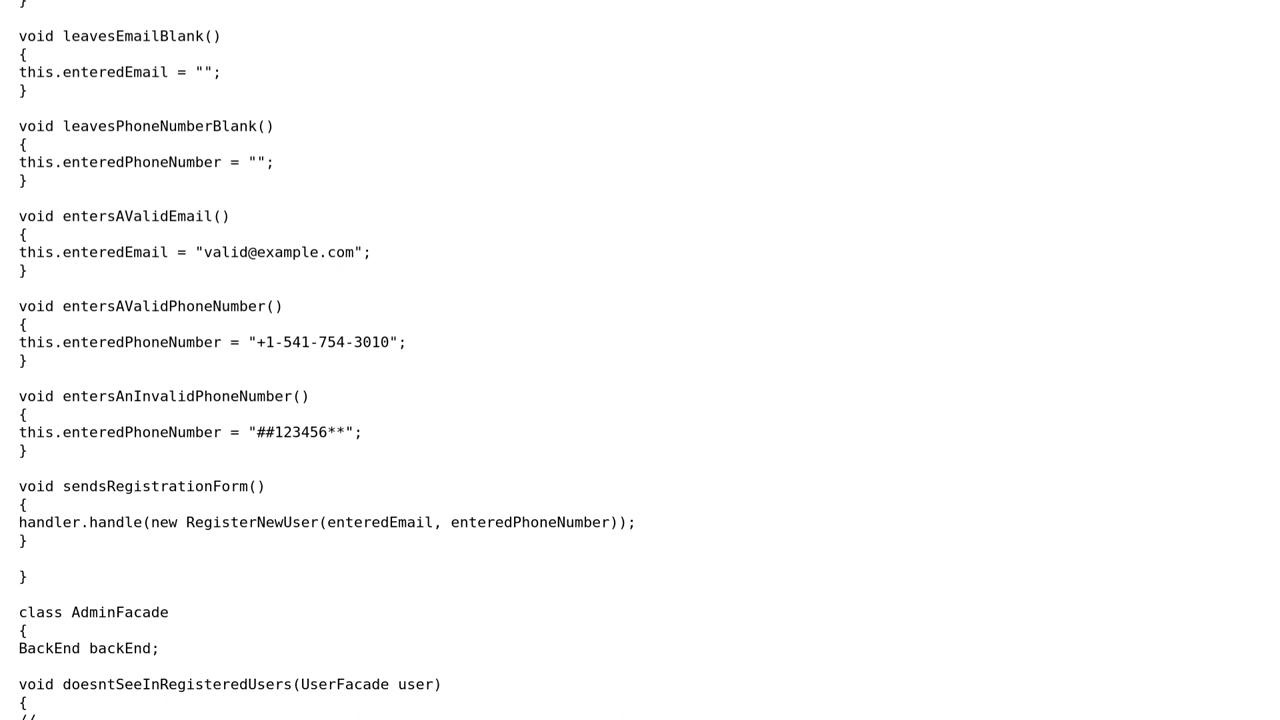 }
void leavesEmailBlank()
{
this.enteredEmail = "";
}
void leavesPhoneNumberBlank()
{
this.enteredPhoneNumber = "";
}
void entersAValidEmail()
{
this.enteredEmail = "valid@example.com";
}
void entersAValidPhoneNumber()
{
this.enteredPhoneNumber = "+1-541-754-3010";
}
void entersAnInvalidPhoneNumber()
{
this.enteredPhoneNumber = "##123456**";
}
void sendsRegistrationForm()
{
handler.handle(new RegisterNewUser(enteredEmail, enteredPhoneNumber));
}
}
class AdminFacade
{
BackEnd backEnd;
void doesntSeeInRegisteredUsers(UserFacade user)
{
//